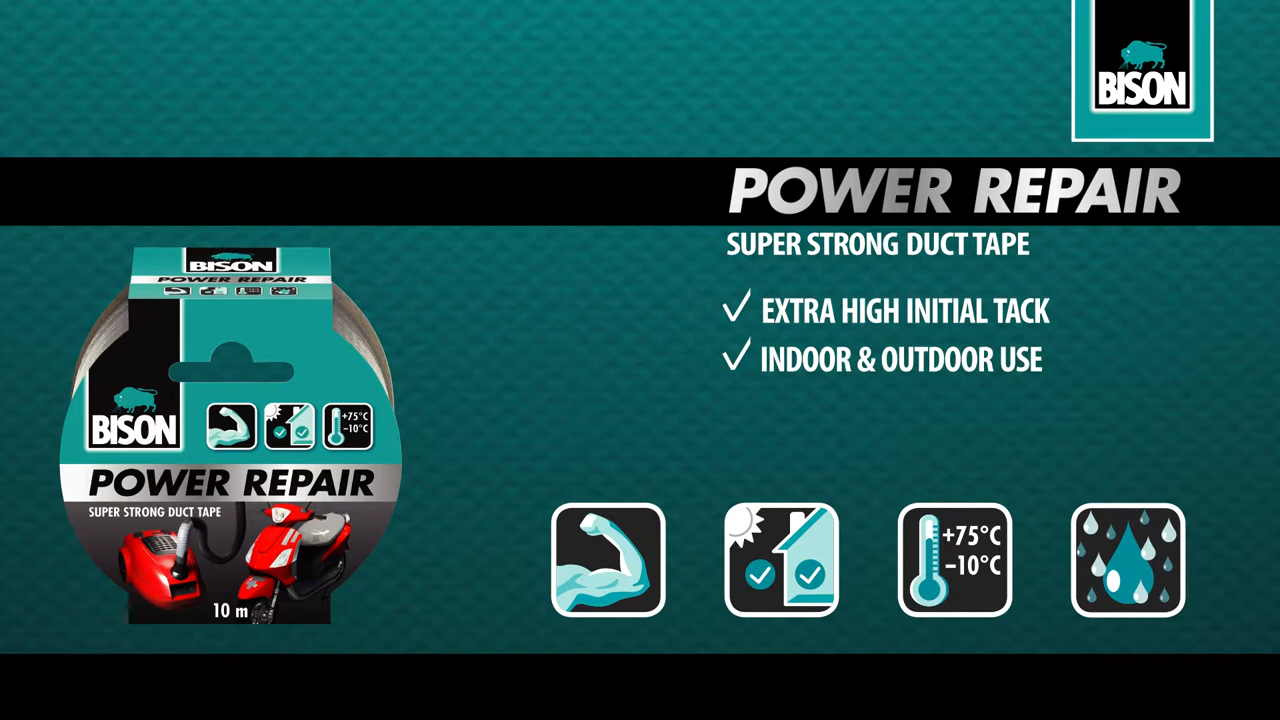 BISON
POWER REPAIR
SUPER STRONG DUCT TAPE
EXTRA HIGH INITIAL TACK
INDOOR & OUTDOOR USE
BISON
POWER REPAIR
BISON
+75°C
–10°C
POWER REPAIR
SUPER STRONG DUCT TAPE
10 m
+75°C
–10°C